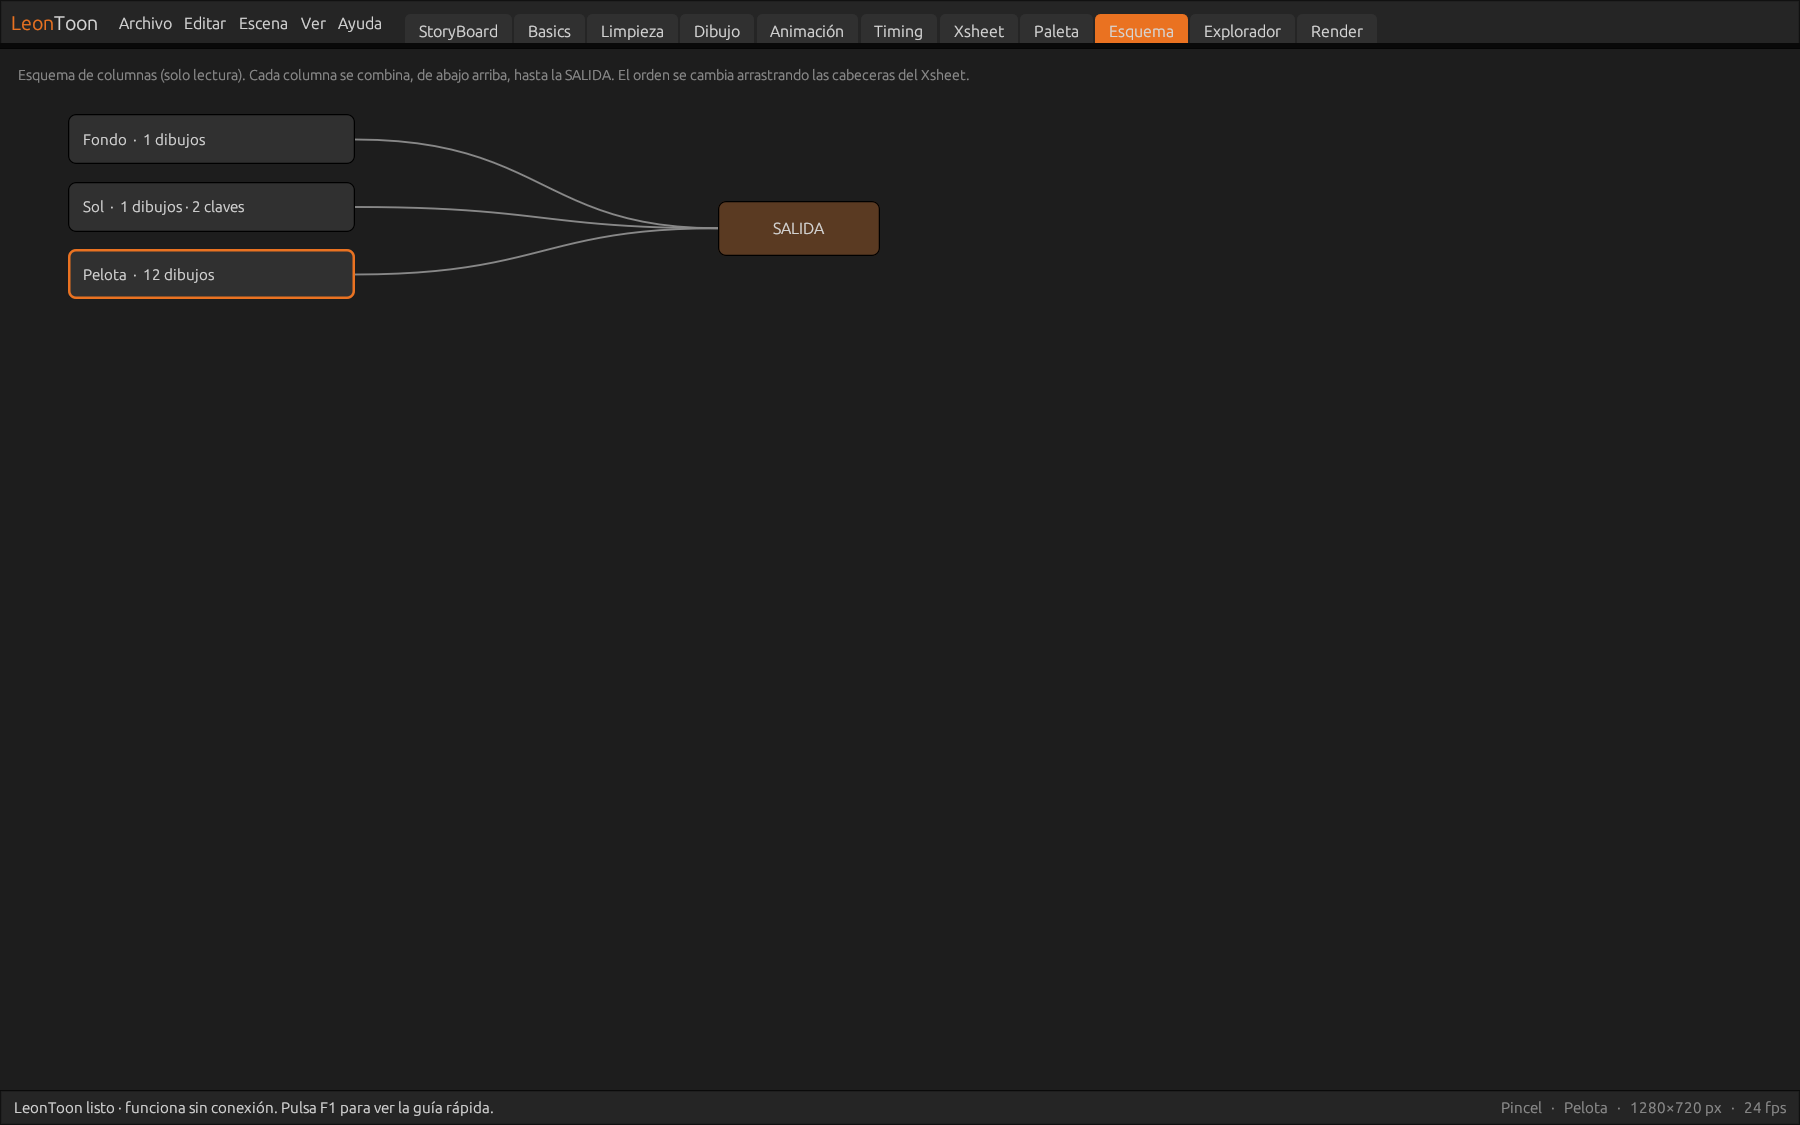 LeonToon Archivo Editar Escena Ver Ayuda StoryBoard Basics Limpieza Dibujo Animación Timing Xsheet Paleta Esquema Explorador Render
Esquema de columnas (solo lectura). Cada columna se combina, de abajo arriba, hasta la SALIDA. El orden se cambia arrastrando las cabeceras del Xsheet.
Fondo · 1 dibujos
Sol · 1 dibujos · 2 claves
SALIDA
Pelota · 12 dibujos
LeonToon listo · funciona sin conexión. Pulsa F1 para ver la guía rápida. Pincel · Pelota · 1280×720 px · 24 fps